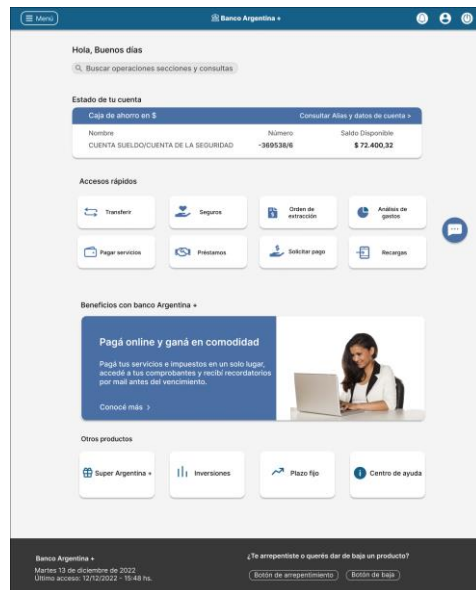 Menú
Banco Argentina +
Hola, Buenos días
Buscar operaciones secciones y consultas
Estado de tu cuenta
Caja de ahorro en $ Consultar Alias y datos de cuenta >
Nombre Número Saldo Disponible
CUENTA SUELDO/CUENTA DE LA SEGURIDAD -369538/6 $ 72.400,32
Accesos rápidos
Transferir
Seguros
Orden de
extracción
Análisis de
gastos
Pagar servicios
Préstamos
Solicitar pago
Recargas
Beneficios con banco Argentina +
Pagá online y ganá en comodidad
Pagá tus servicios e impuestos en un solo lugar,
accedé a tus comprobantes y recibí recordatorios
por mail antes del vencimiento.
Conocé más >
Otros productos
Super Argentina +
Inversiones
Plazo fijo
Centro de ayuda
Banco Argentina +
Martes 13 de diciembre de 2022
Último acceso: 12/12/2022 - 15:48 hs.
¿Te arrepentiste o querés dar de baja un producto?
Botón de arrepentimiento
Botón de baja